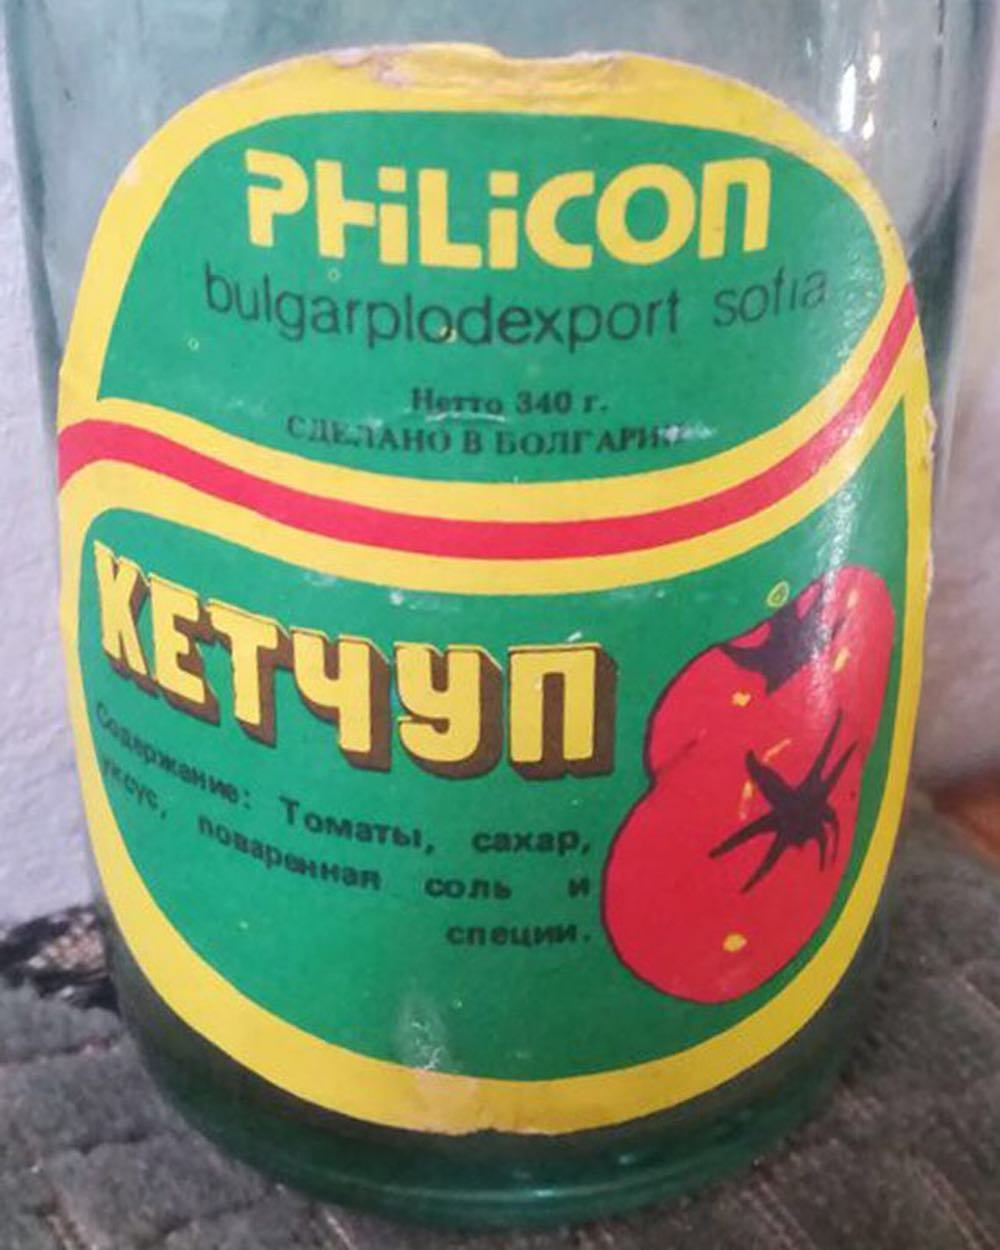 PHiLiCON
bulgarplodexport sofia
Нетто 340 г.
СДЕЛАНО В БОЛГАРИИ
КЕТЧУП
Содержание: Томаты, сахар,
уксус, поваренная соль и
специи.